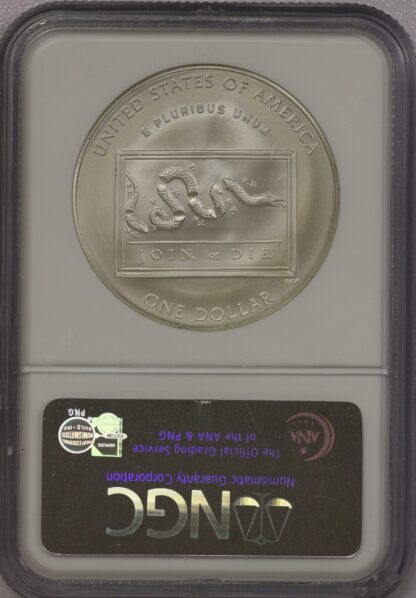 UNITED STATES OF AMERICA
E PLURIBUS UNUM
JOIN, or DIE.
ONE DOLLAR
NGC
Numismatic Guaranty Corporation
The Official Grading Service
of the ANA & PNG
ANA
PNG